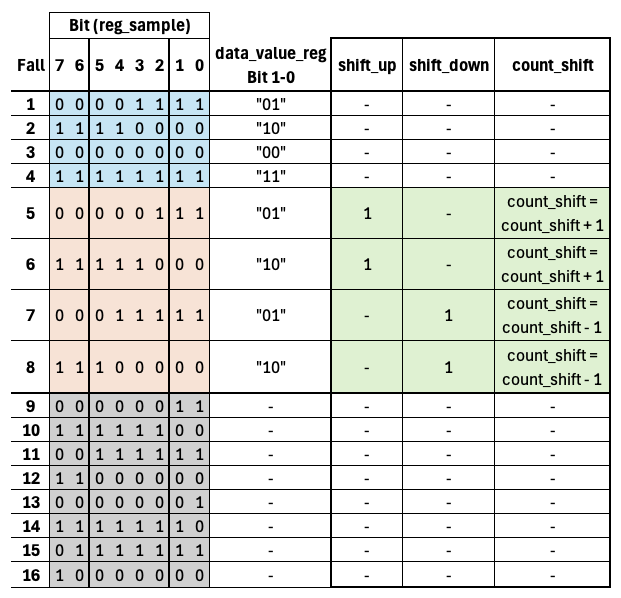 Bit (reg_sample)
Fall 7 6 5 4 3 2 1 0 data_value_reg Bit 1-0 shift_up shift_down count_shift
1 0 0 0 0 1 1 1 1 "01" - - -
2 1 1 1 1 0 0 0 0 "10" - - -
3 0 0 0 0 0 0 0 0 "00" - - -
4 1 1 1 1 1 1 1 1 "11" - - -
5 0 0 0 0 0 1 1 1 "01" 1 - count_shift = count_shift + 1
6 1 1 1 1 1 0 0 0 "10" 1 - count_shift = count_shift + 1
7 0 0 0 1 1 1 1 1 "01" - 1 count_shift = count_shift - 1
8 1 1 1 0 0 0 0 0 "10" - 1 count_shift = count_shift - 1
9 0 0 0 0 0 0 1 1 - - - -
10 1 1 1 1 1 1 0 0 - - - -
11 0 0 1 1 1 1 1 1 - - - -
12 1 1 0 0 0 0 0 0 - - - -
13 0 0 0 0 0 0 0 1 - - - -
14 1 1 1 1 1 1 1 0 - - - -
15 0 1 1 1 1 1 1 1 - - - -
16 1 0 0 0 0 0 0 0 - - - -